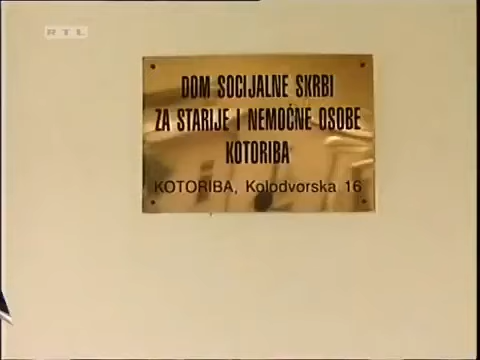 RTL
DOM SOCIJALNE SKRBI
ZA STARIJE I NEMOĆNE OSOBE
KOTORIBA
KOTORIBA, Kolodvorska 16